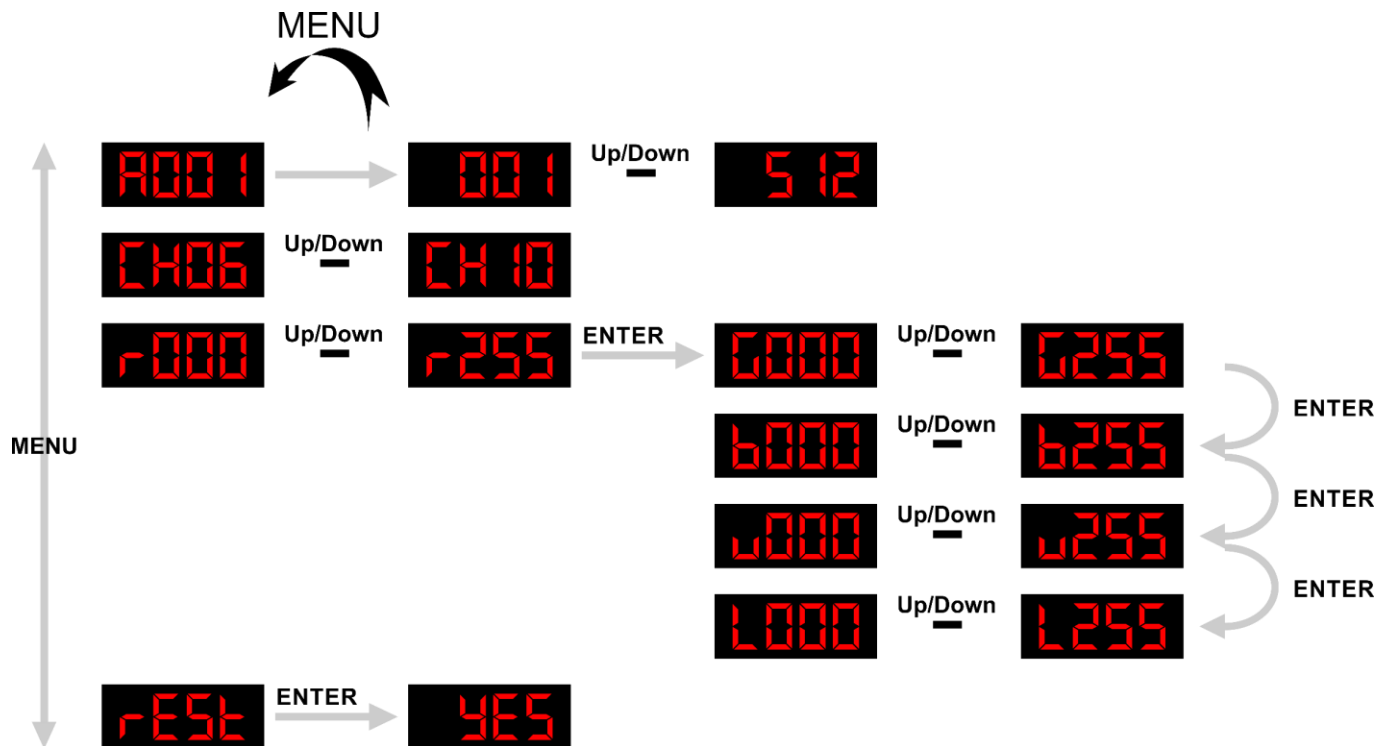 MENU
A001 001 Up/Down 512
CH06 Up/Down CH10
r000 Up/Down r255 ENTER G000 Up/Down G255
ENTER
MENU b000 Up/Down b255
ENTER
u000 Up/Down u255
ENTER
L000 Up/Down L255
rESt ENTER YES